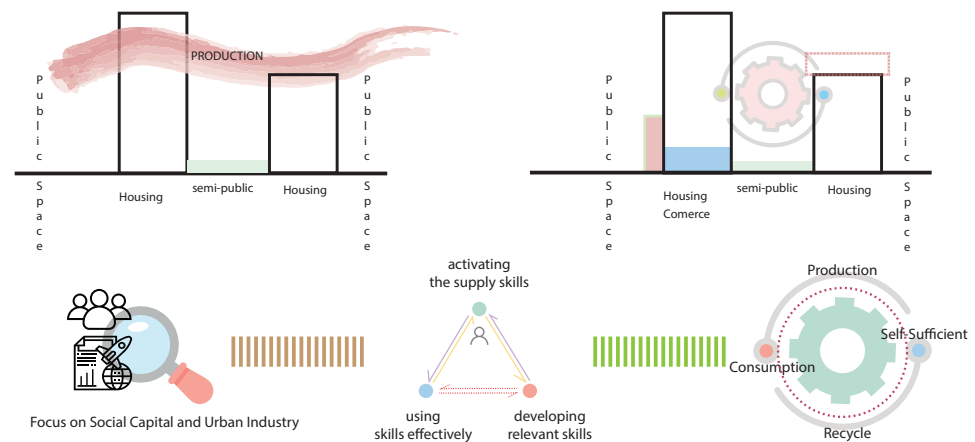 PRODUCTION
Public Space
Housing
semi-public
Housing
Public Space
Public Space
Housing
Comerce
semi-public
Housing
Public Space
Focus on Social Capital and Urban Industry
activating
the supply skills
using
skills effectively
developing
relevant skills
Production
Self-Sufficient
Consumption
Recycle